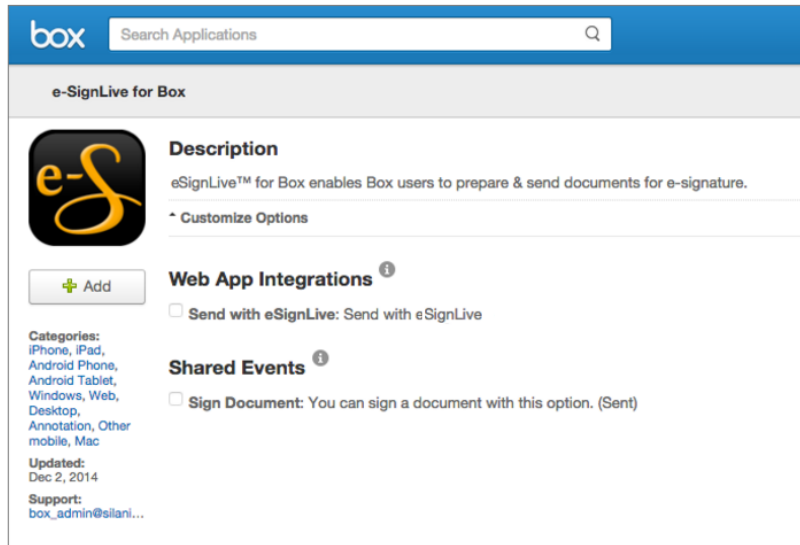 box
Search Applications
e-SignLive for Box
e-S
Description
eSignLive™ for Box enables Box users to prepare & send documents for e-signature.
Customize Options
Add
Web App Integrations
Send with eSignLive: Send with eSignLive
Categories:
iPhone, iPad,
Android Phone,
Android Tablet,
Windows, Web,
Desktop,
Annotation, Other
mobile, Mac
Shared Events
Sign Document: You can sign a document with this option. (Sent)
Updated:
Dec 2, 2014
Support:
box_admin@silani...